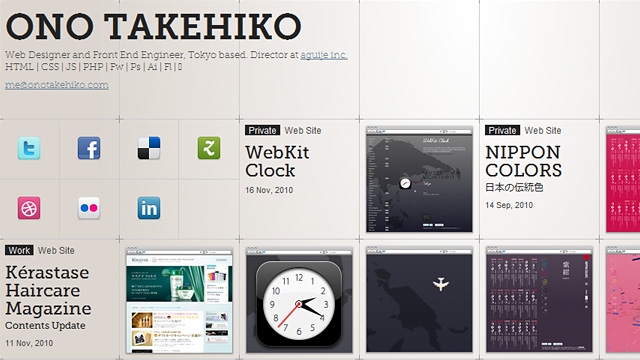 ONO TAKEHIKO
Web Designer and Front End Engineer, Tokyo based. Director at aguije inc.
HTML | CSS | JS | PHP | Fw | Ps | Ai | Fl |
me@onotakehiko.com
Private Web Site
WebKit
Clock
16 Nov, 2010
WebKit Clock
Private Web Site
NIPPON
COLORS
日本の伝統色
14 Sep, 2010
Work Web Site
Kérastase
Haircare
Magazine
Contents Update
11 Nov, 2010